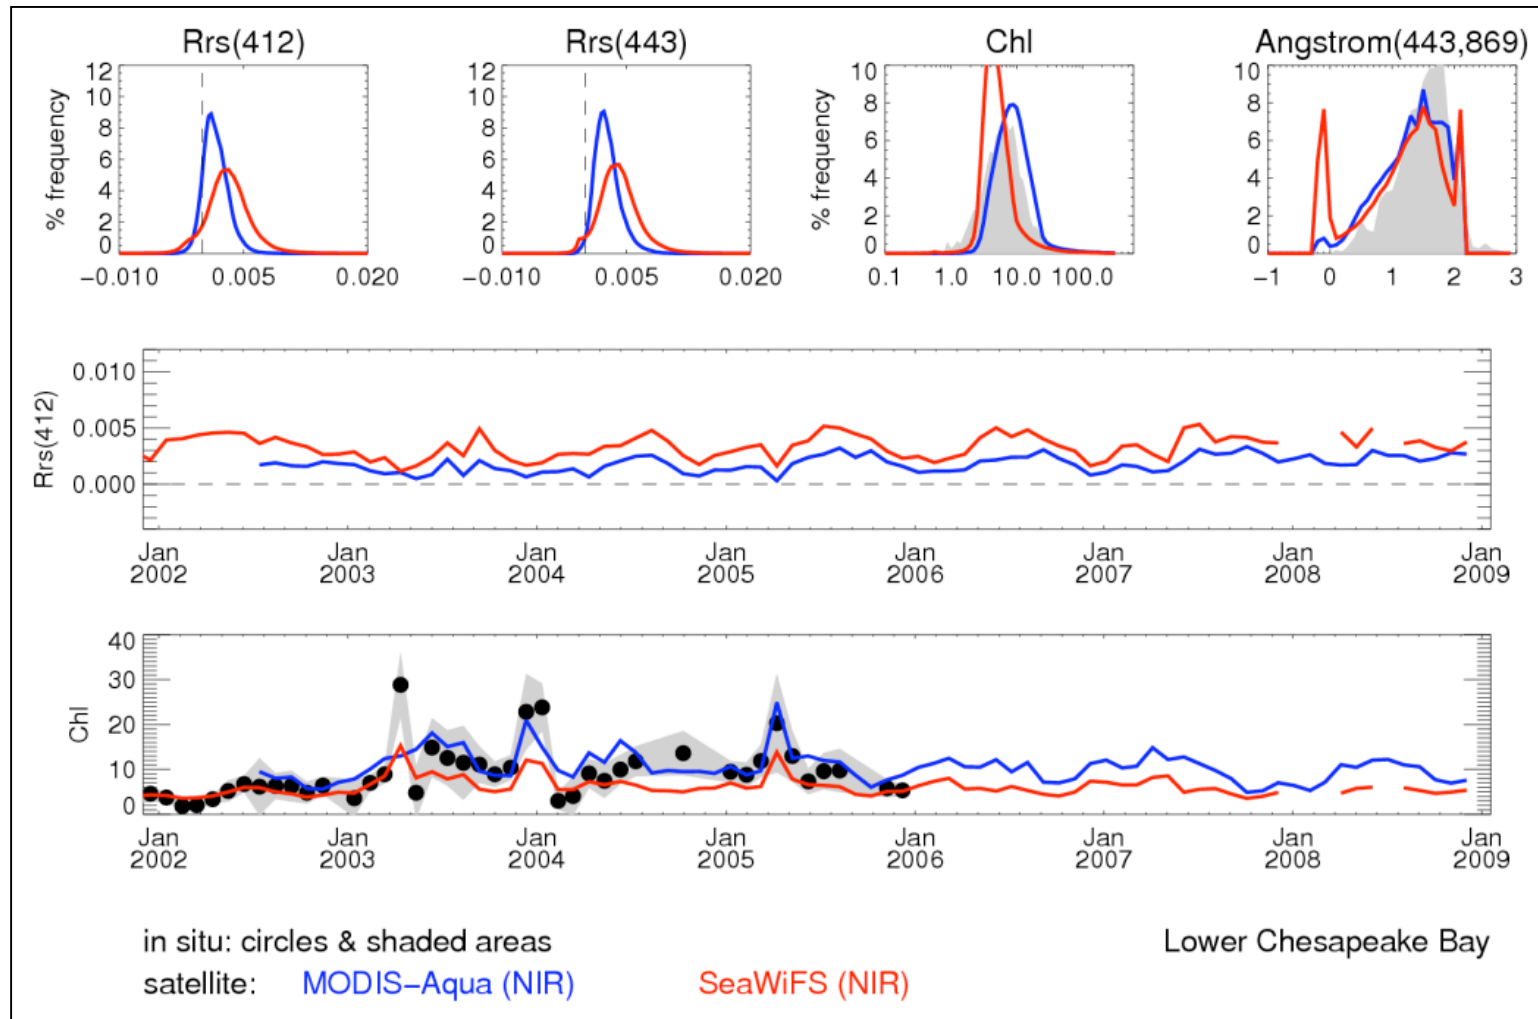 Rrs(412) Rrs(443) Chl Angstrom(443,869)
% frequency
12
10
8
6
4
2
0
−0.010 0.005 0.020
12
10
8
6
4
2
0
−0.010 0.005 0.020
% frequency
10
8
6
4
2
0
0.1 1.0 10.0 100.0
10
8
6
4
2
0
−1 0 1 2 3
Rrs(412)
0.010
0.005
0.000
Jan Jan Jan Jan Jan Jan Jan Jan
2002 2003 2004 2005 2006 2007 2008 2009
Chl
40
30
20
10
0
Jan Jan Jan Jan Jan Jan Jan Jan
2002 2003 2004 2005 2006 2007 2008 2009
in situ: circles & shaded areas Lower Chesapeake Bay
satellite: MODIS−Aqua (NIR) SeaWiFS (NIR)